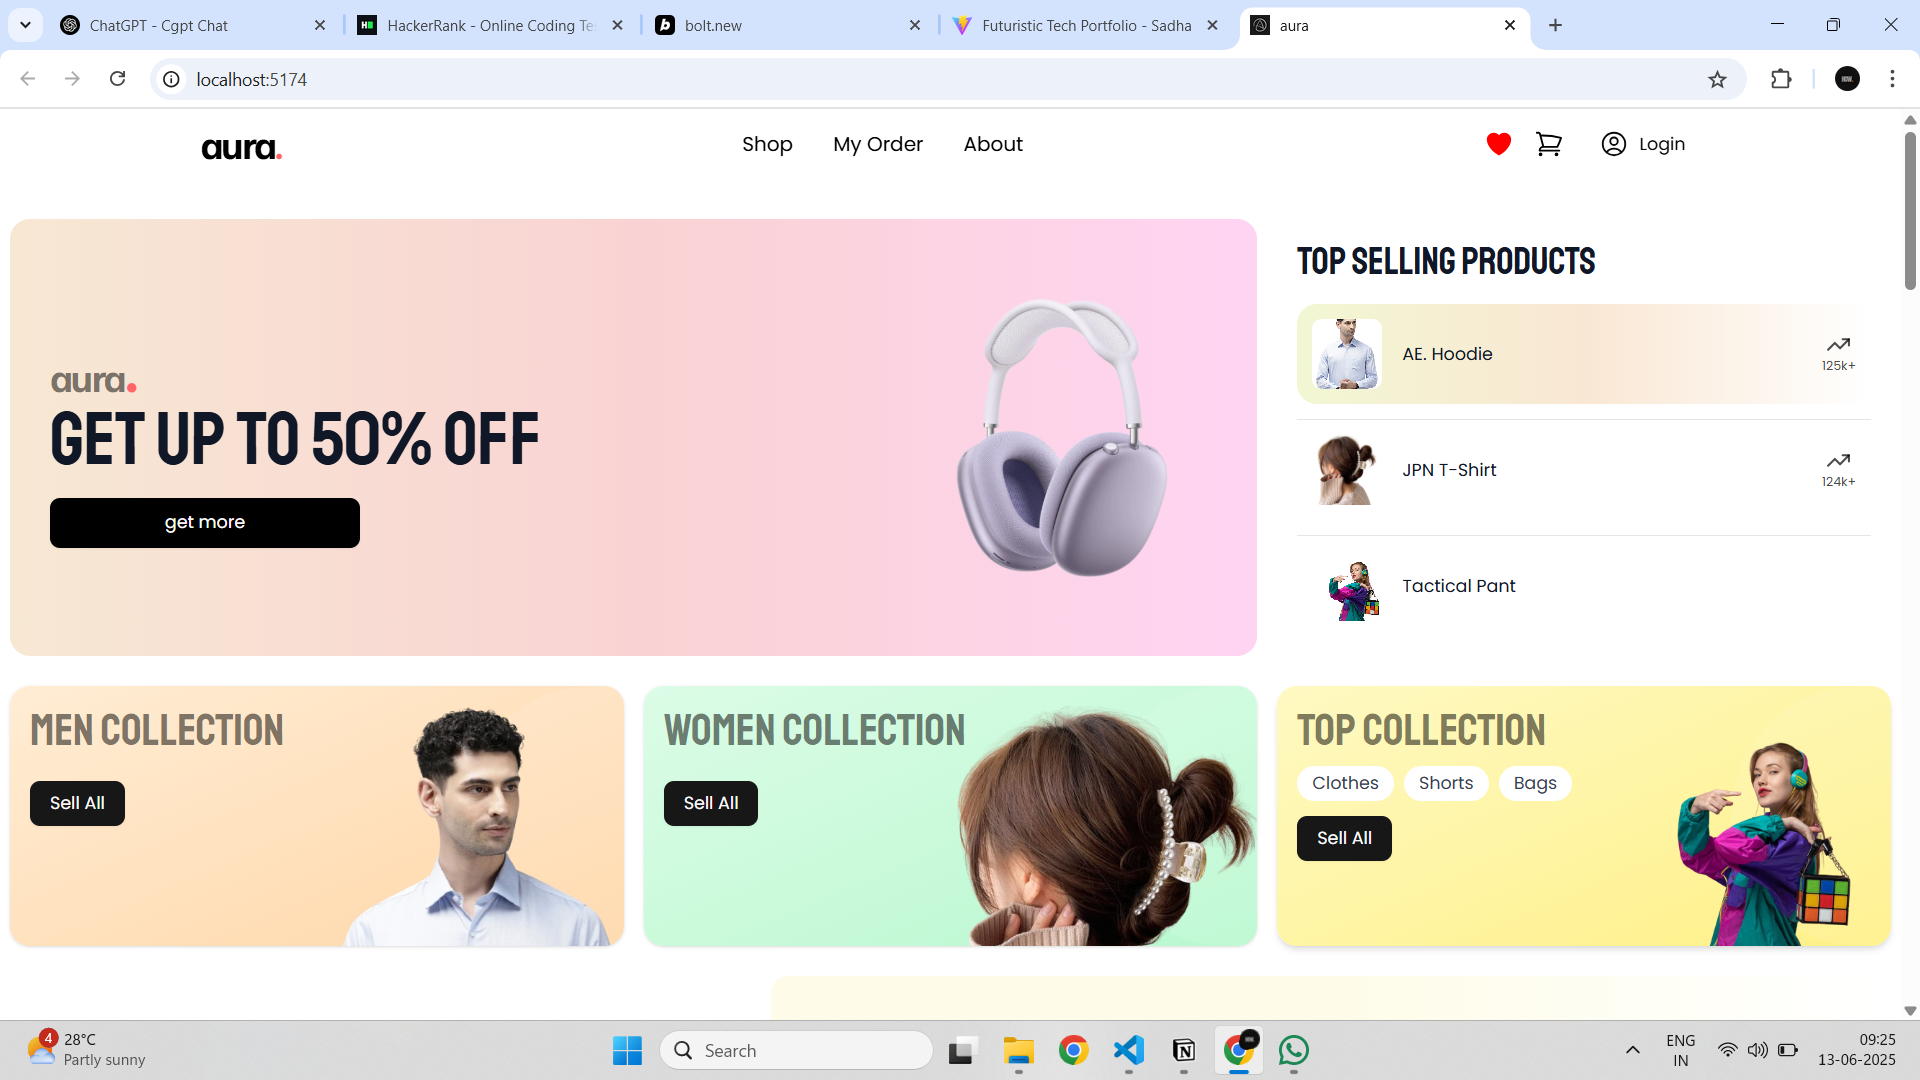 ChatGPT - Cgpt Chat
HackerRank - Online Coding Te
bolt.new
Futuristic Tech Portfolio - Sadha
aura
localhost:5174
aura.
Shop
My Order
About
Login
aura.
GET UP TO 50% OFF
get more
TOP SELLING PRODUCTS
AE. Hoodie
125k+
JPN T-Shirt
124k+
Tactical Pant
MEN COLLECTION
Sell All
WOMEN COLLECTION
Sell All
TOP COLLECTION
Clothes
Shorts
Bags
Sell All
4
28°C
Partly sunny
Search
ENG
IN
09:25
13-06-2025